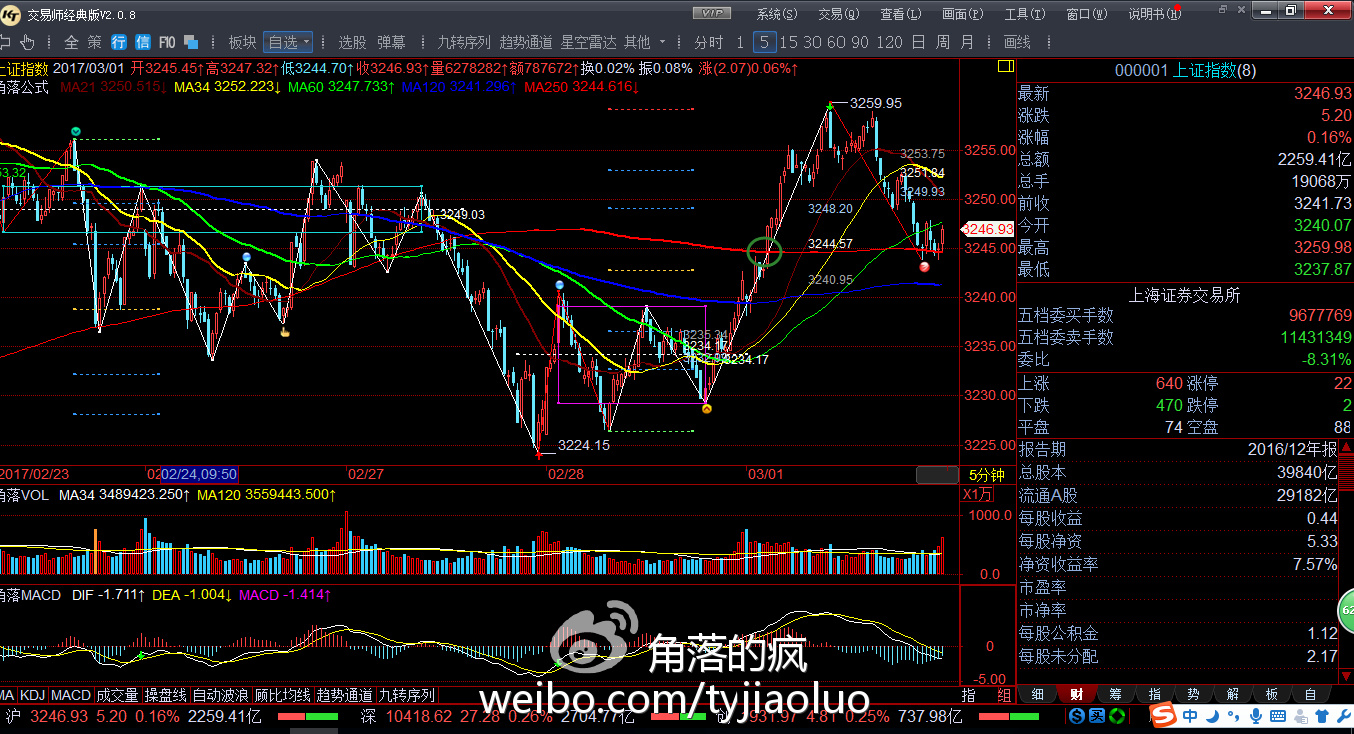 交易师经典版V2.0.8 VIP 系统(S) 交易(Q) 查看(L) 画面(P) 工具(T) 窗口(W) 说明书(H)
全 策 行 信 F10 板块 自选 选股 弹幕 九转序列 趋势通道 星空雷达 其他 分时 1 5 15 30 60 90 120 日 周 月 画线
上证指数 2017/03/01 开3245.45↑高3247.32↑低3244.70↑收3246.93↑量6278282↑额787672↑换0.02% 振0.08% 涨(2.07)0.06%↑
角落公式 MA21 3250.515↓ MA34 3252.223↓ MA60 3247.733↑ MA120 3241.296↑ MA250 3244.616↓
3259.95
3253.75
3251.84
3249.93
3249.03
3248.20
3244.57
3240.95
3235.34
3234.17
3224.15
53.32
3255.00
3250.00
3246.93
3245.00
3240.00
3235.00
3230.00
3225.00
2017/02/23 02/24,09:50 02/27 02/28 03/01 5分钟
角落VOL MA34 3489423.250↑ MA120 3559443.500↑ X1万
1000.0
0.0
角落MACD DIF -1.711↑ DEA -1.004↓ MACD -1.414↑
0
-5.00
角落的疯
weibo.com/tyjiaoluo
MA KDJ MACD 成交量 操盘线 自动波浪 顾比均线 趋势通道 九转序列 指 组
沪 3246.93 5.20 0.16% 2259.41亿 深 10418.62 27.28 0.26% 2704.77亿 创 1931.97 4.81 0.25% 737.98亿
000001 上证指数(8)
最新 3246.93
涨跌 5.20
涨幅 0.16%
总额 2259.41亿
总手 19068万
前收 3241.73
今开 3240.07
最高 3259.98
最低 3237.87
上海证券交易所
五档委买手数 9677769
五档委卖手数 11431349
委比 -8.31%
上涨 640 涨停 22
下跌 470 跌停 2
平盘 74 空盘 88
报告期 2016/12年报
总股本 39840亿
流通A股 29182亿
每股收益 0.44
每股净资 5.33
净资收益率 7.57%
市盈率
市净率
每股公积金 1.12
每股未分配 2.17
62
细 财 筹 指 势 解 板 自
S 买 S 中